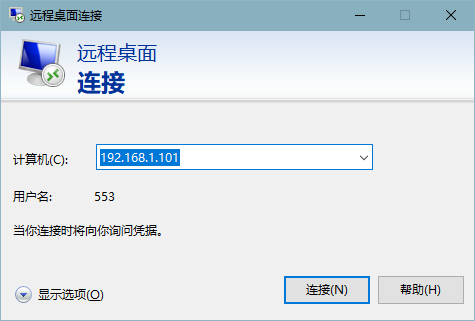 远程桌面连接
远程桌面
连接
计算机(C): 192.168.1.101
用户名: 553
当你连接时将向你询问凭据。
显示选项(O) 连接(N) 帮助(H)